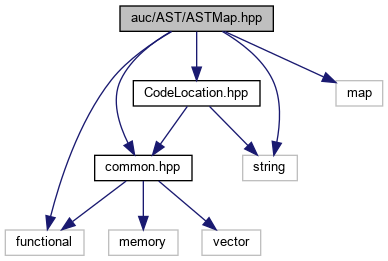 auc/AST/ASTMap.hpp
CodeLocation.hpp
map
common.hpp
string
functional
memory
vector